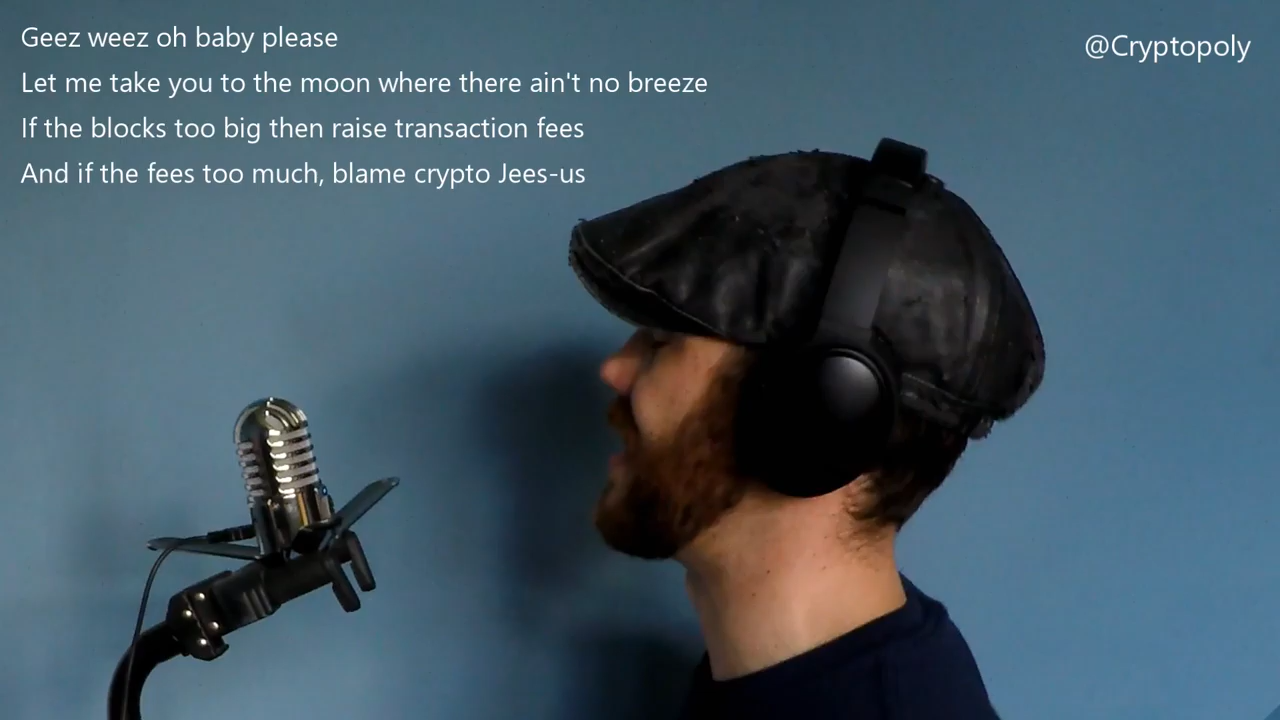 Geez weez oh baby please
@Cryptopoly
Let me take you to the moon where there ain't no breeze
If the blocks too big then raise transaction fees
And if the fees too much, blame crypto Jees-us